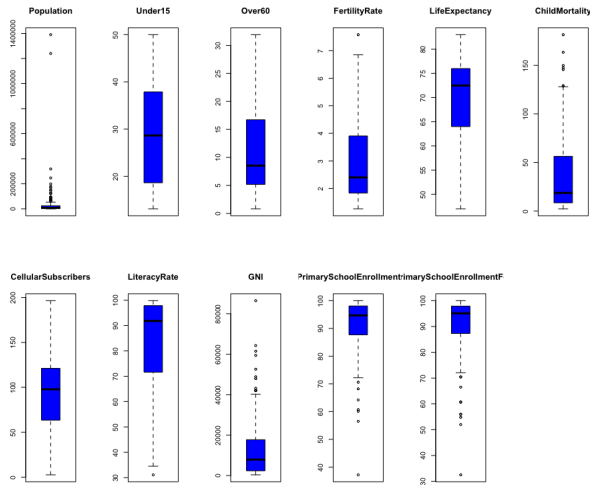 Population
0 200000 600000 1000000 1400000
Under15
20 30 40 50
Over60
0 5 10 15 20 25 30
FertilityRate
2 3 4 5 6 7
LifeExpectancy
50 55 60 65 70 75 80
ChildMortality
0 50 100 150
CellularSubscribers
0 50 100 150 200
LiteracyRate
30 40 50 60 70 80 90 100
GNI
0 20000 40000 60000 80000
PrimarySchoolEnrollment
40 50 60 70 80 90 100
rimarySchoolEnrollmentF
30 40 50 60 70 80 90 100